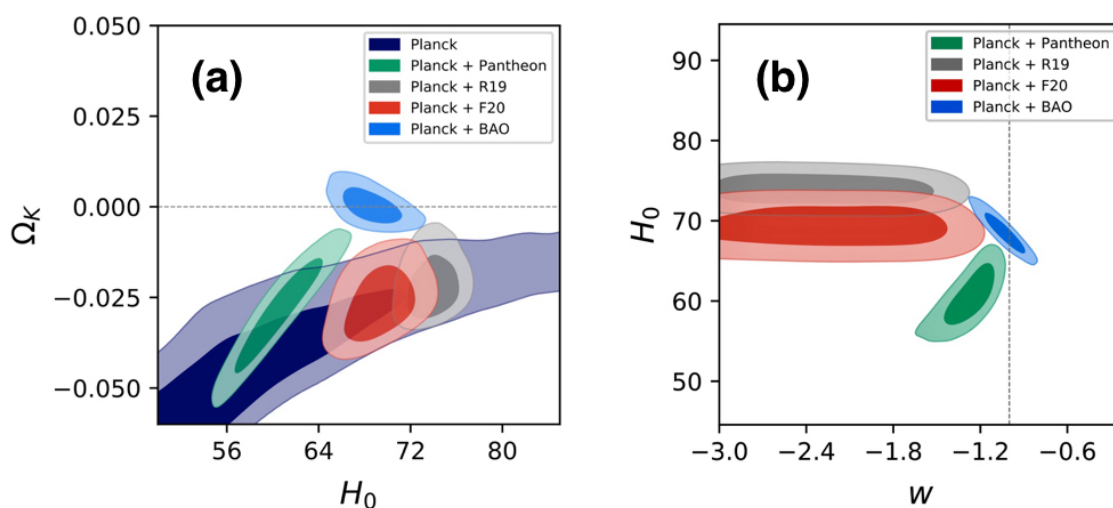 (a)
Planck
Planck + Pantheon
Planck + R19
Planck + F20
Planck + BAO
0.050
0.025
0.000
−0.025
−0.050
Ω_K
56 64 72 80
H_0
(b)
Planck + Pantheon
Planck + R19
Planck + F20
Planck + BAO
90
80
70
60
50
H_0
−3.0 −2.4 −1.8 −1.2 −0.6
w